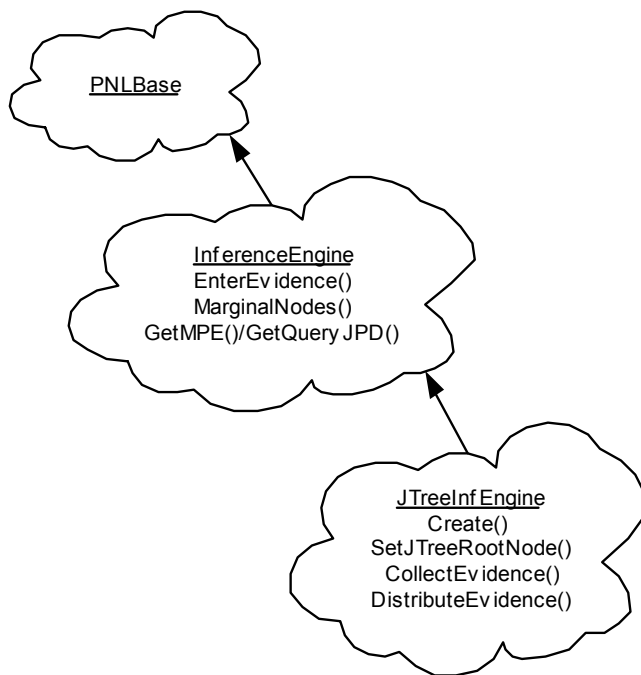 PNLBase
InferenceEngine
EnterEvidence()
MarginalNodes()
GetMPE()/GetQueryJPD()
JTreeInfEngine
Create()
SetJTreeRootNode()
CollectEvidence()
DistributeEvidence()